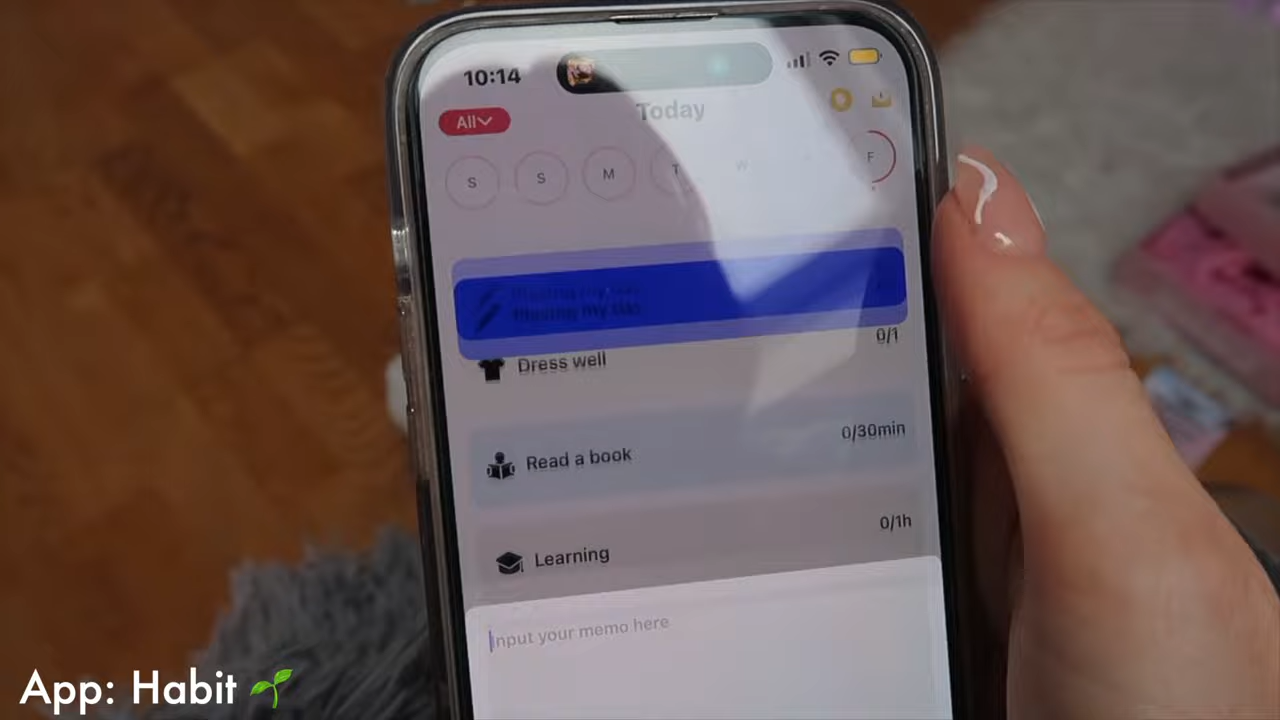 10:14
All
Today
S S M T W F
Dress well 0/1
Read a book 0/30min
Learning 0/1h
Input your memo here
App: Habit 🌱